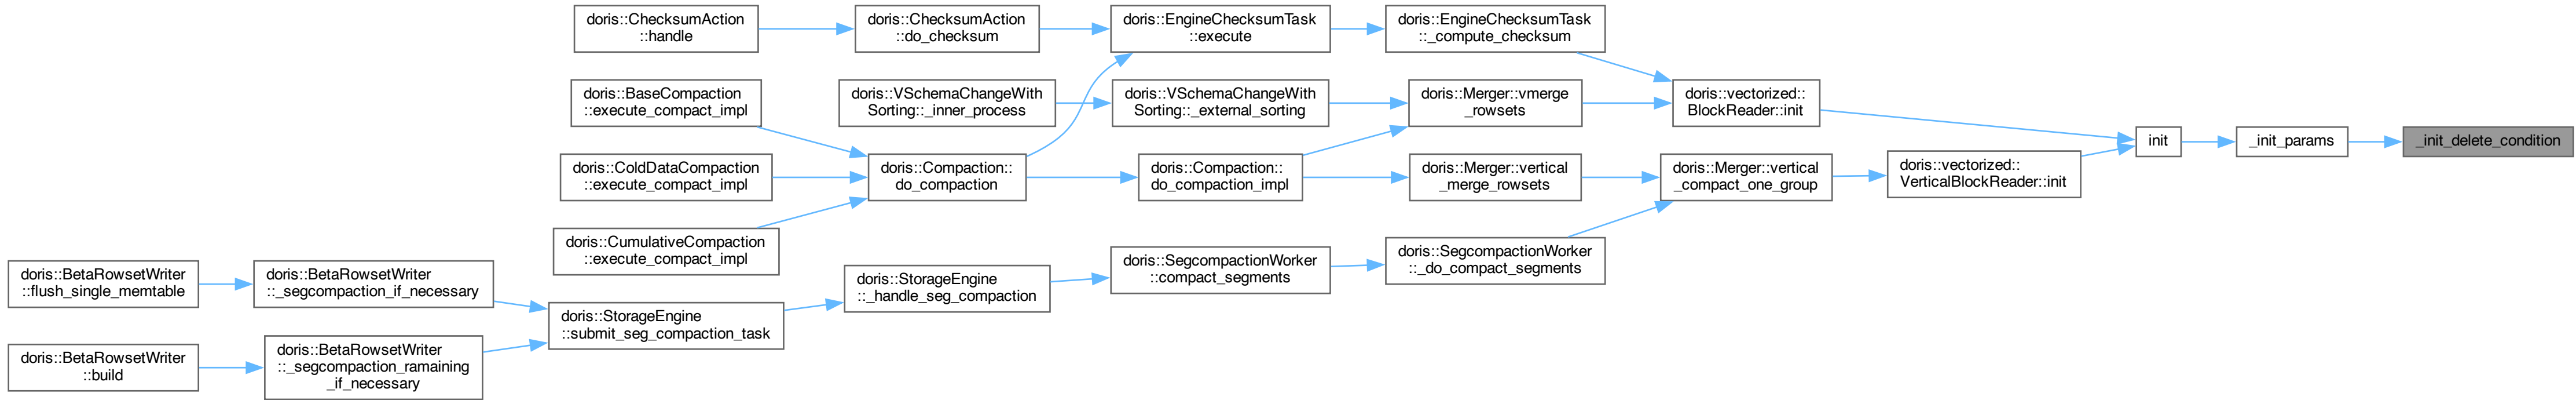 doris::ChecksumAction
::handle
doris::ChecksumAction
::do_checksum
doris::EngineChecksumTask
::execute
doris::EngineChecksumTask
::_compute_checksum
doris::BaseCompaction
::execute_compact_impl
doris::VSchemaChangeWith
Sorting::_inner_process
doris::VSchemaChangeWith
Sorting::_external_sorting
doris::Merger::vmerge
_rowsets
doris::vectorized::
BlockReader::init
init
_init_params
_init_delete_condition
doris::ColdDataCompaction
::execute_compact_impl
doris::Compaction::
do_compaction
doris::Compaction::
do_compaction_impl
doris::Merger::vertical
_merge_rowsets
doris::Merger::vertical
_compact_one_group
doris::vectorized::
VerticalBlockReader::init
doris::CumulativeCompaction
::execute_compact_impl
doris::SegcompactionWorker
::compact_segments
doris::SegcompactionWorker
::_do_compact_segments
doris::BetaRowsetWriter
::flush_single_memtable
doris::BetaRowsetWriter
::_segcompaction_if_necessary
doris::StorageEngine
::submit_seg_compaction_task
doris::StorageEngine
::_handle_seg_compaction
doris::BetaRowsetWriter
::build
doris::BetaRowsetWriter
::_segcompaction_ramaining
_if_necessary